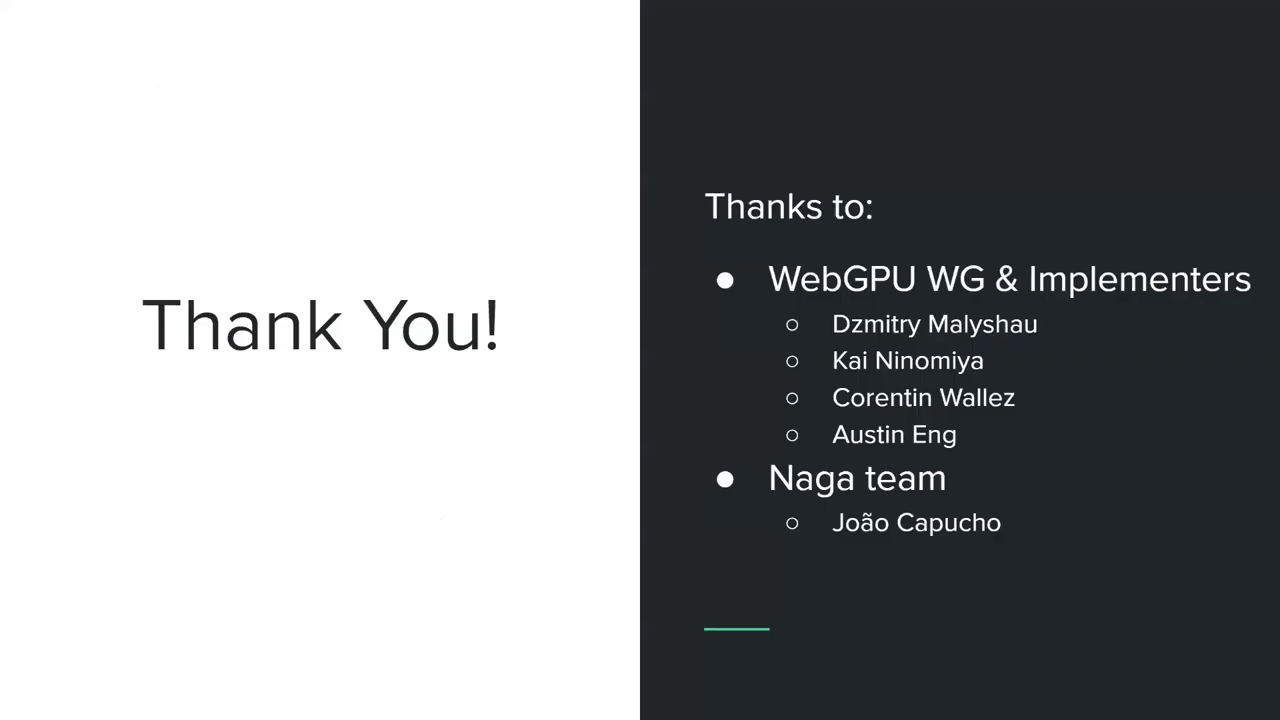 Thank You!
Thanks to:
● WebGPU WG & Implementers
○ Dzmitry Malyshau
○ Kai Ninomiya
○ Corentin Wallez
○ Austin Eng
● Naga team
○ João Capucho